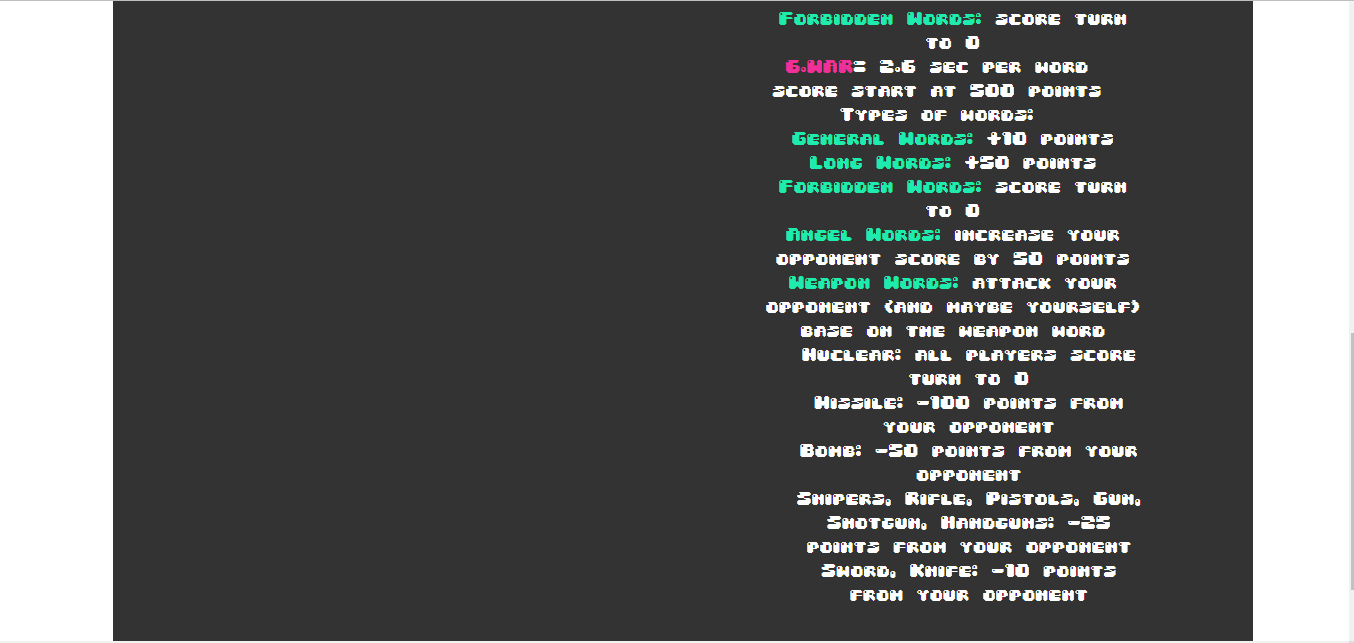 Forbidden Words: score turn
to 0
G.WAR= 2.6 sec per word
score start at 500 points
Types of words:
General Words: +10 points
Long Words: +50 points
Forbidden Words: score turn
to 0
Angel Words: increase your
opponent score by 50 points
Weapon Words: attack your
opponent (and maybe yourself)
base on the weapon word
Nuclear: all players score
turn to 0
Missile: -100 points from
your opponent
Bomb: -50 points from your
opponent
Snipers, Rifle, Pistols, Gun,
Shotgun, Handguns: -25
points from your opponent
Sword, Knife: -10 points
from your opponent